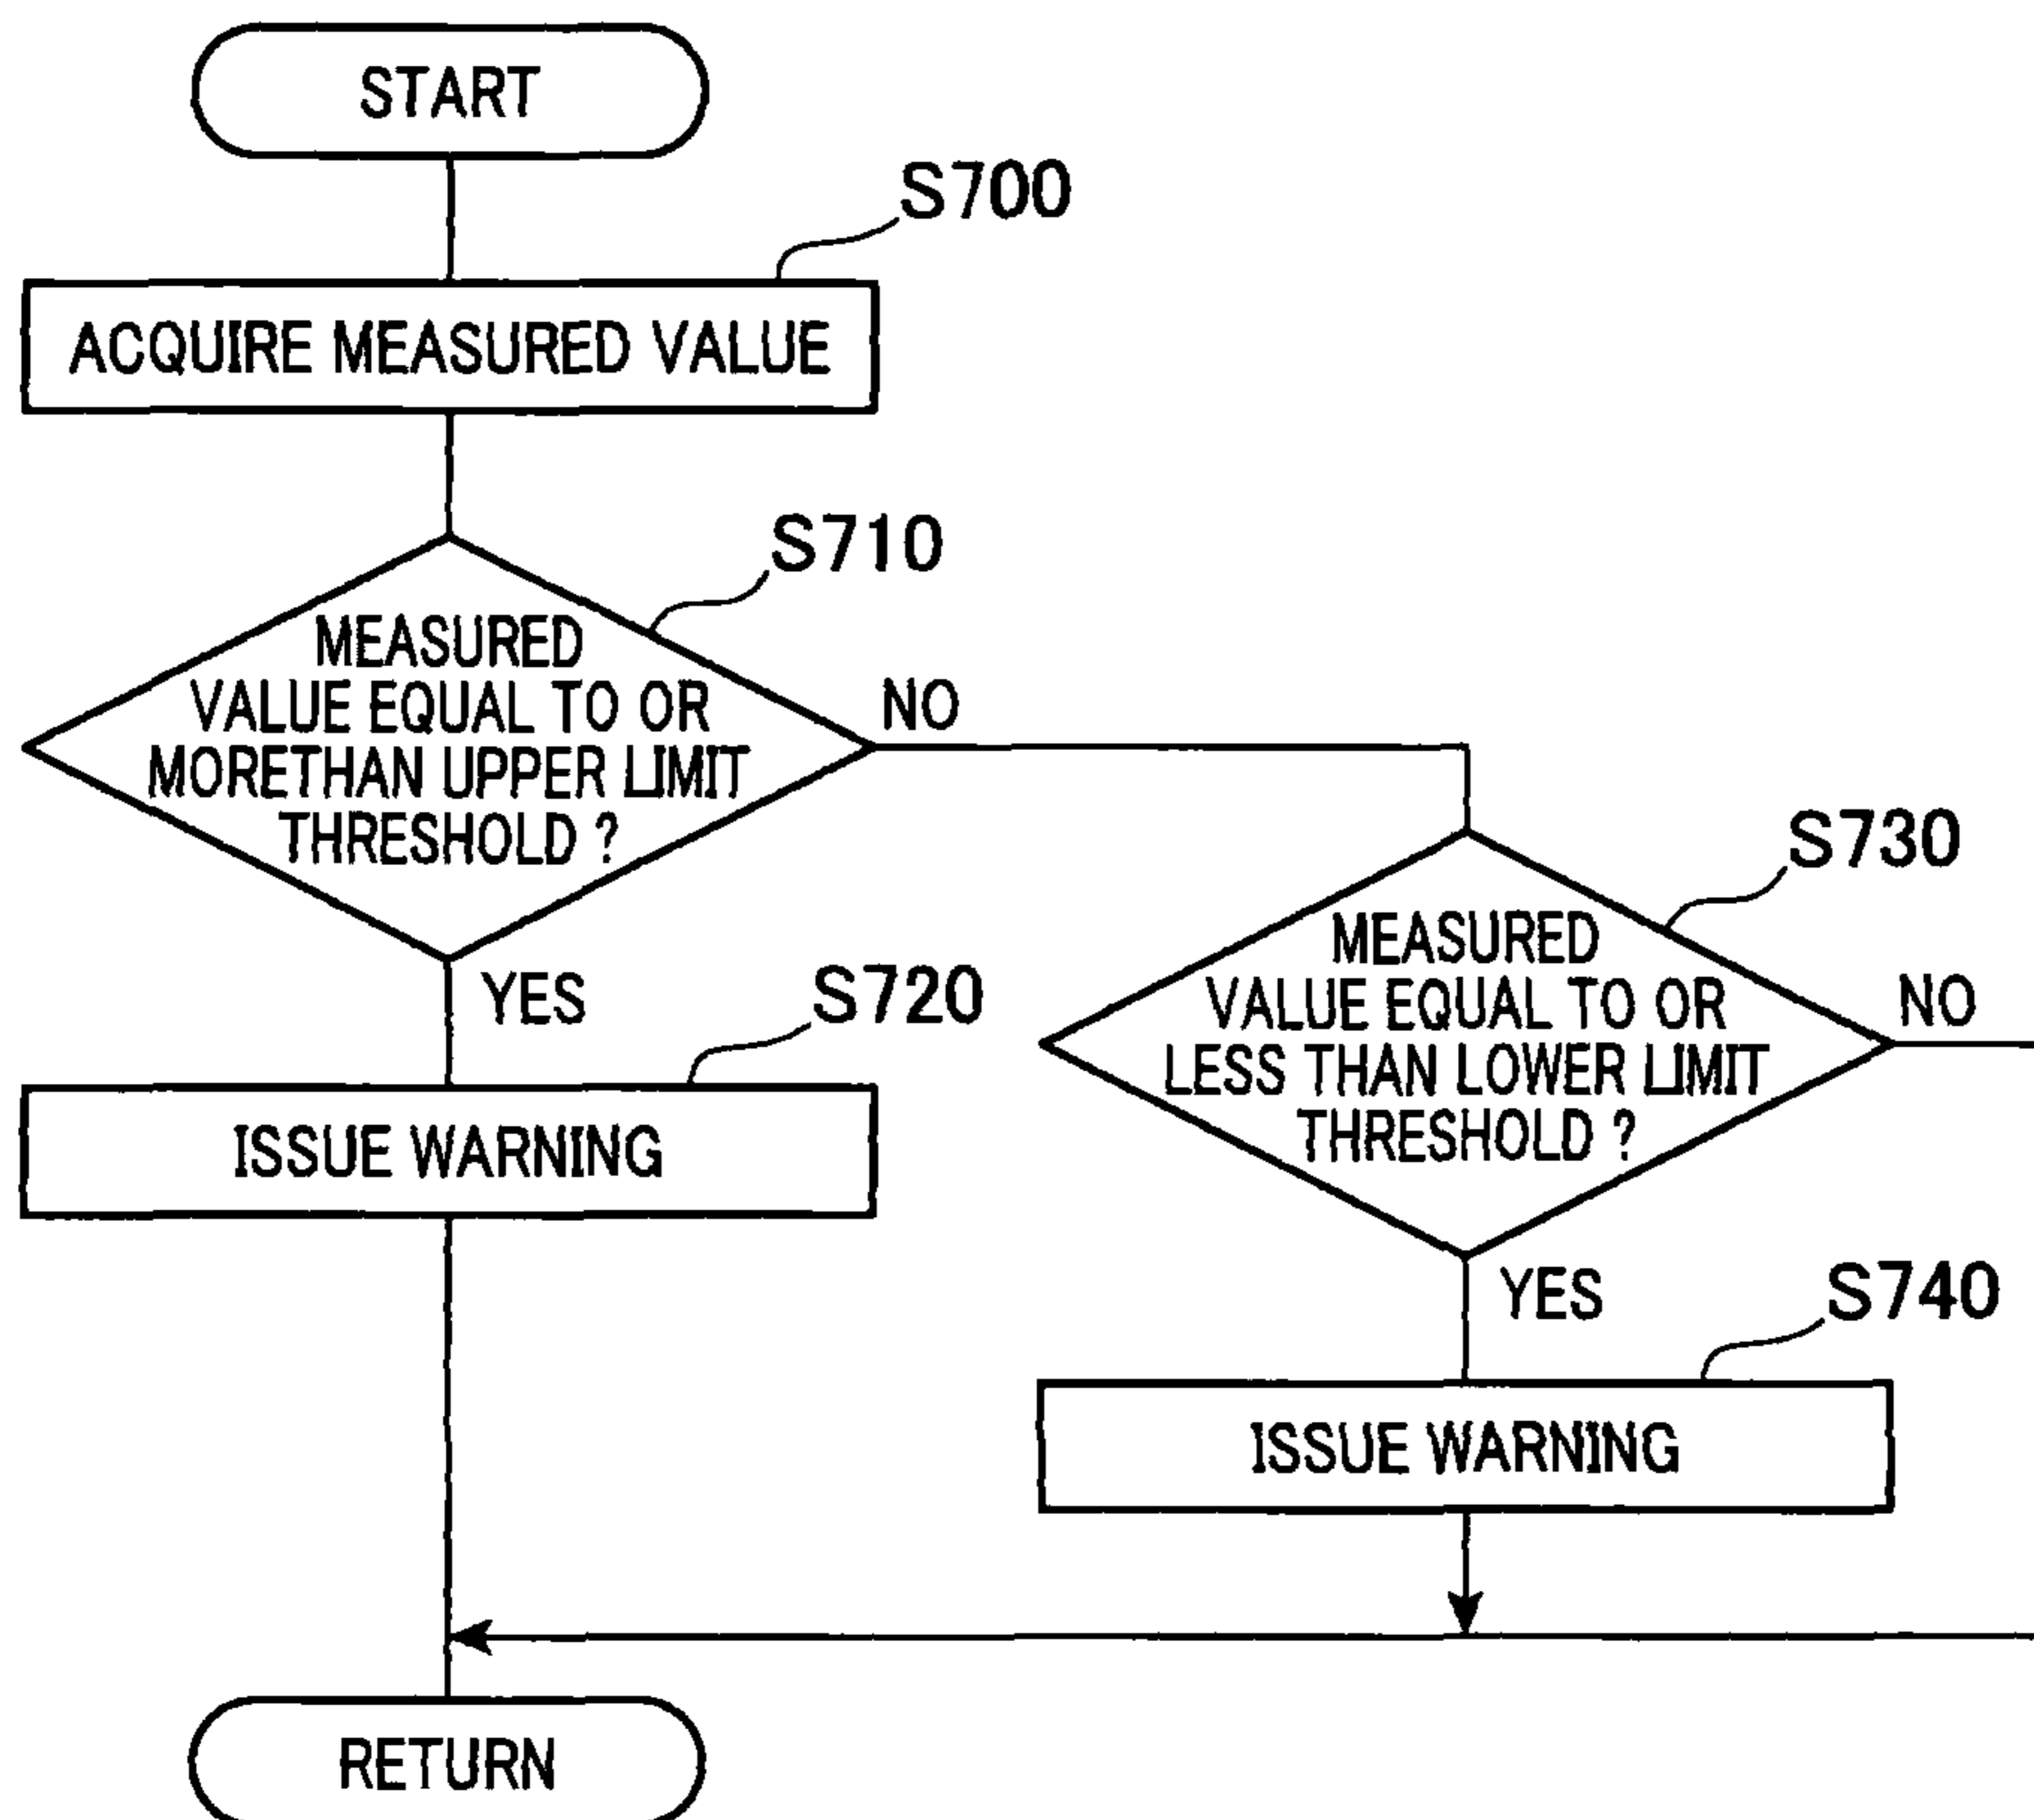 START
S700
ACQUIRE MEASURED VALUE
S710
MEASURED
VALUE EQUAL TO OR
MORETHAN UPPER LIMIT
THRESHOLD ?
NO
YES
S720
ISSUE WARNING
S730
MEASURED
VALUE EQUAL TO OR
LESS THAN LOWER LIMIT
THRESHOLD ?
NO
YES
S740
ISSUE WARNING
RETURN